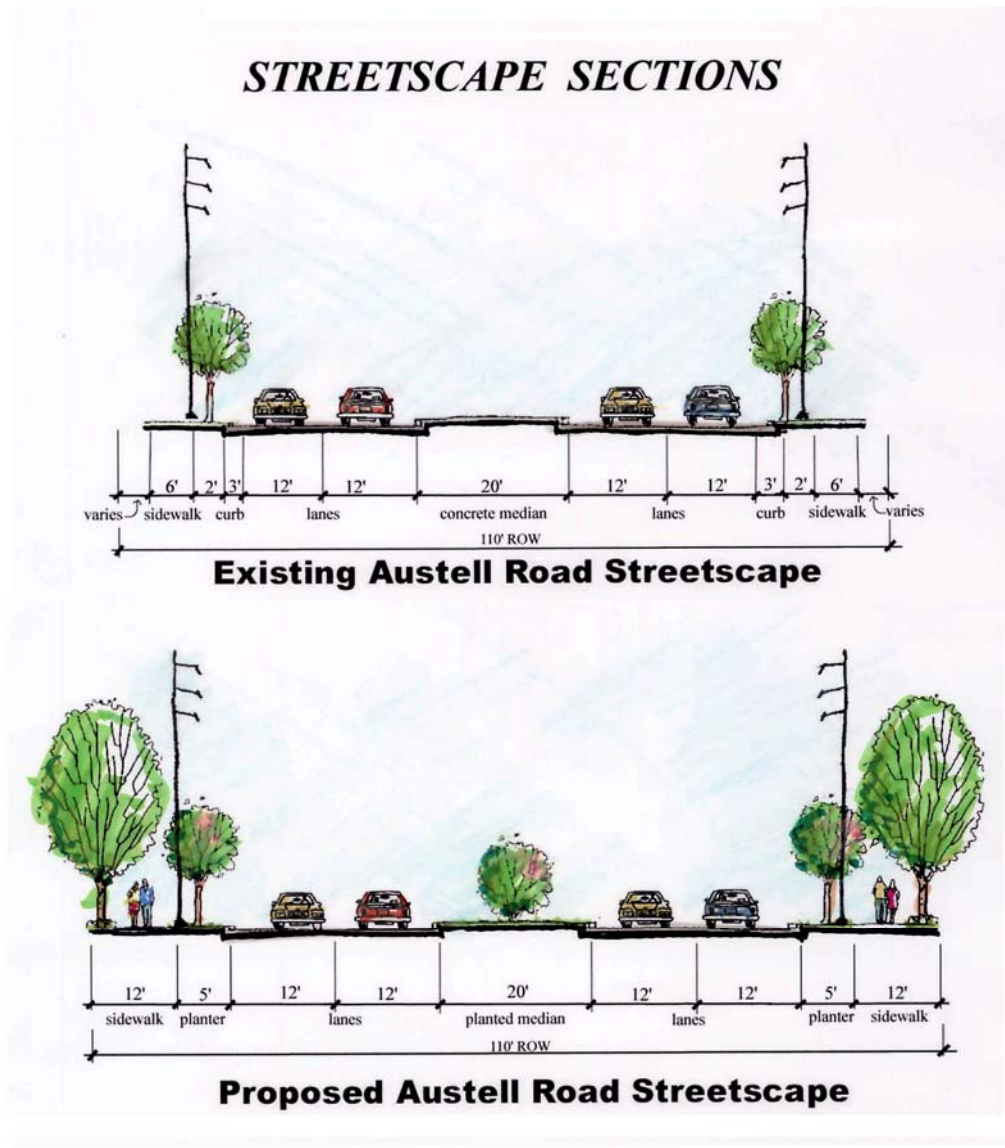 STREETSCAPE SECTIONS
6' 2' 3' 12' 12' 20' 12' 12' 3' 2' 6'
varies sidewalk curb lanes concrete median lanes curb sidewalk varies
110' ROW
Existing Austell Road Streetscape
12' 5' 12' 12' 20' 12' 12' 5' 12'
sidewalk planter lanes planted median lanes planter sidewalk
110' ROW
Proposed Austell Road Streetscape